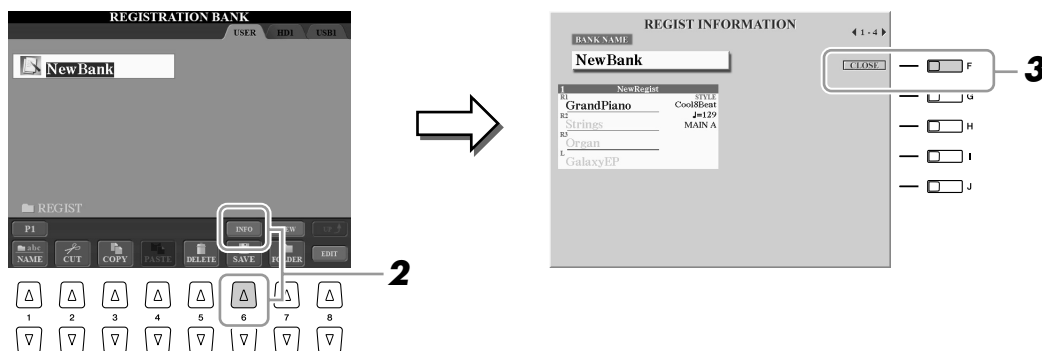 REGISTRATION BANK
USER HD1 USB1
NewBank
REGIST
P1 INFO VIEW UP
abc NAME CUT COPY PASTE DELETE SAVE FOLDER EDIT
1 2 3 4 5 6 7 8
2
REGIST INFORMATION
1 - 4
BANK NAME
NewBank
CLOSE
F
3
G
H
I
J
1 NewRegist
R1 STYLE
GrandPiano Cool8Beat
R2 ♩=129
Strings MAIN A
R3
Organ
L
GalaxyEP